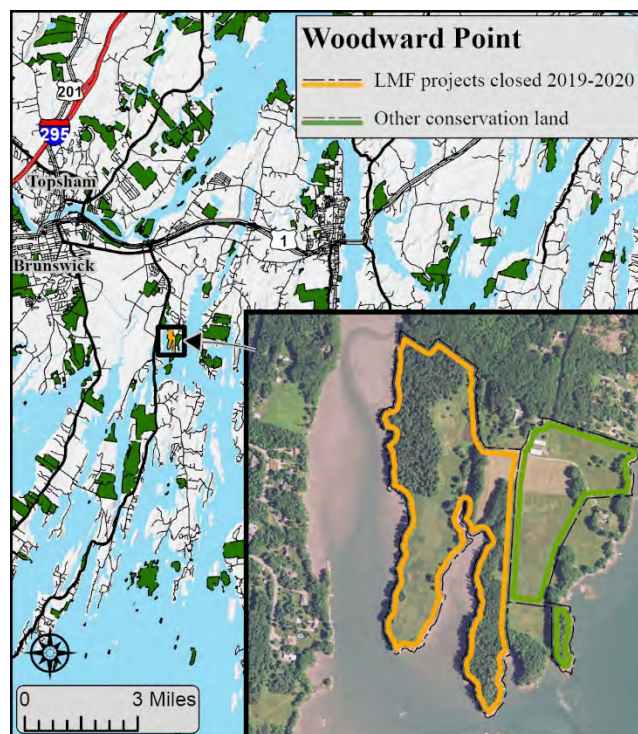 Woodward Point
LMF projects closed 2019-2020
Other conservation land
201
295
Topsham
1
Brunswick
0 3 Miles